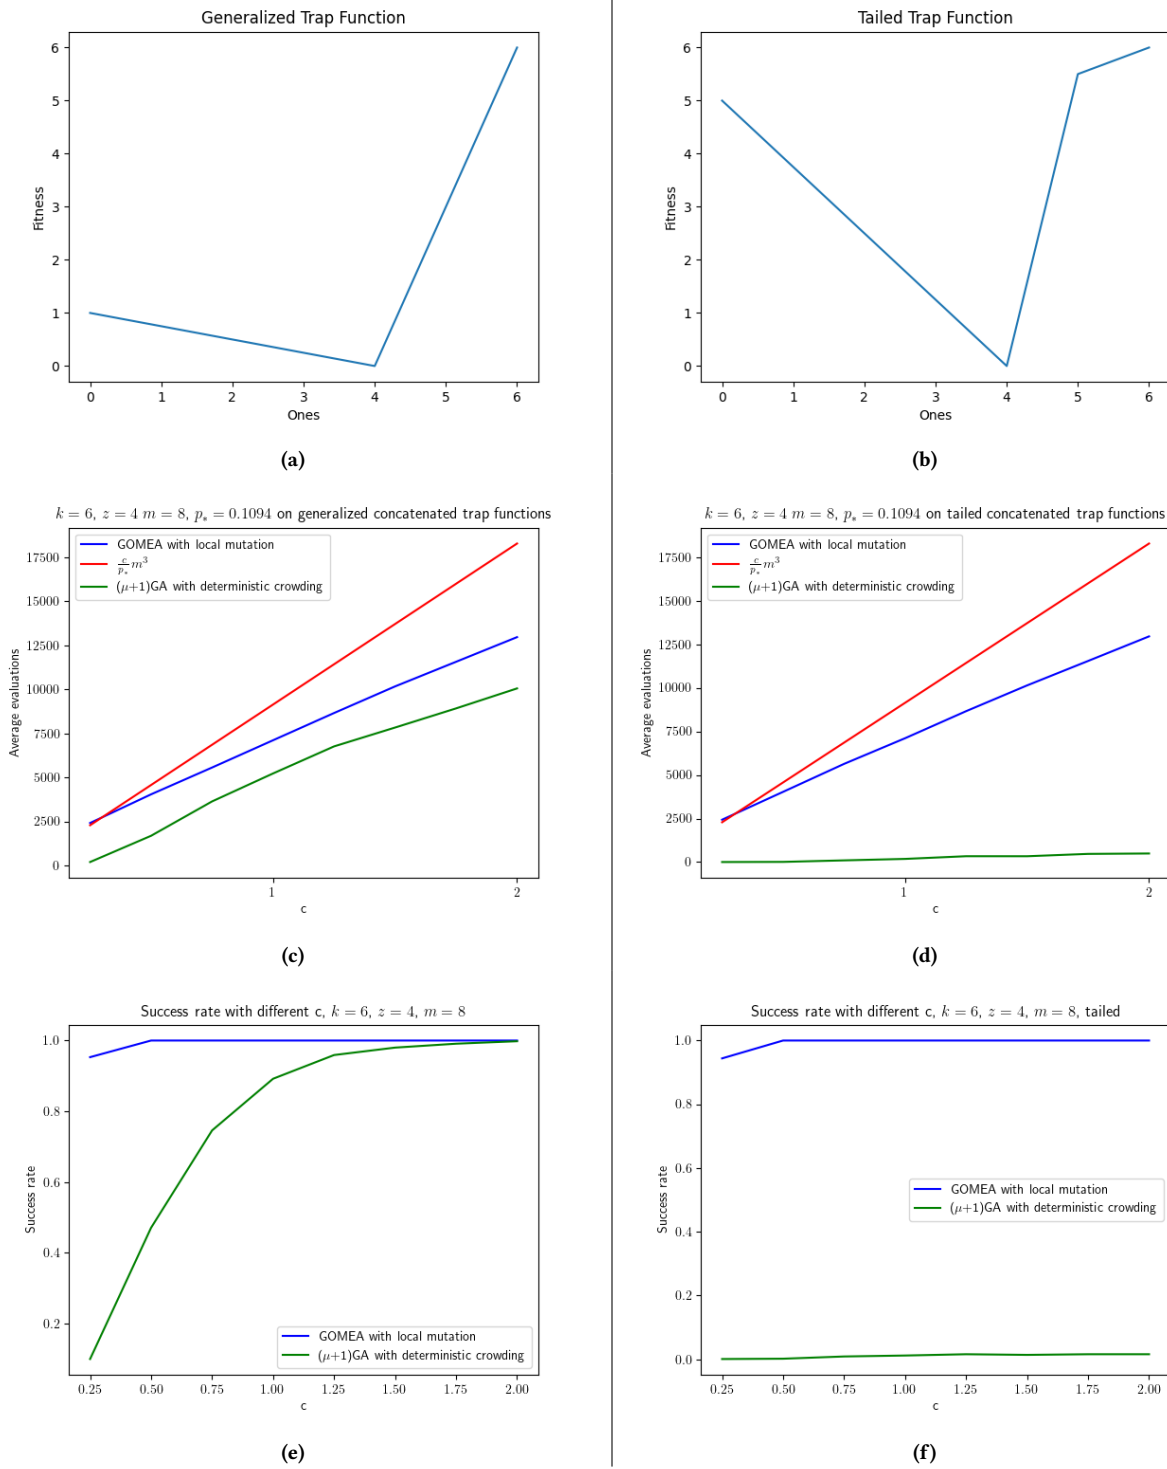 Generalized Trap Function
6
5
4
3
2
1
0
Fitness
0 1 2 3 4 5 6
Ones
(a)
Tailed Trap Function
6
5
4
3
2
1
0
Fitness
0 1 2 3 4 5 6
Ones
(b)
k = 6, z = 4 m = 8, p* = 0.1094 on generalized concatenated trap functions
GOMEA with local mutation
c/p* m³
(μ+1)GA with deterministic crowding
17500
15000
12500
10000
7500
5000
2500
0
Average evaluations
1 2
c
(c)
k = 6, z = 4 m = 8, p* = 0.1094 on tailed concatenated trap functions
GOMEA with local mutation
c/p* m³
(μ+1)GA with deterministic crowding
17500
15000
12500
10000
7500
5000
2500
0
Average evaluations
1 2
c
(d)
Success rate with different c, k = 6, z = 4, m = 8
1.0
0.8
0.6
0.4
0.2
Success rate
GOMEA with local mutation
(μ+1)GA with deterministic crowding
0.25 0.50 0.75 1.00 1.25 1.50 1.75 2.00
c
(e)
Success rate with different c, k = 6, z = 4, m = 8, tailed
1.0
0.8
0.6
0.4
0.2
0.0
Success rate
GOMEA with local mutation
(μ+1)GA with deterministic crowding
0.25 0.50 0.75 1.00 1.25 1.50 1.75 2.00
c
(f)